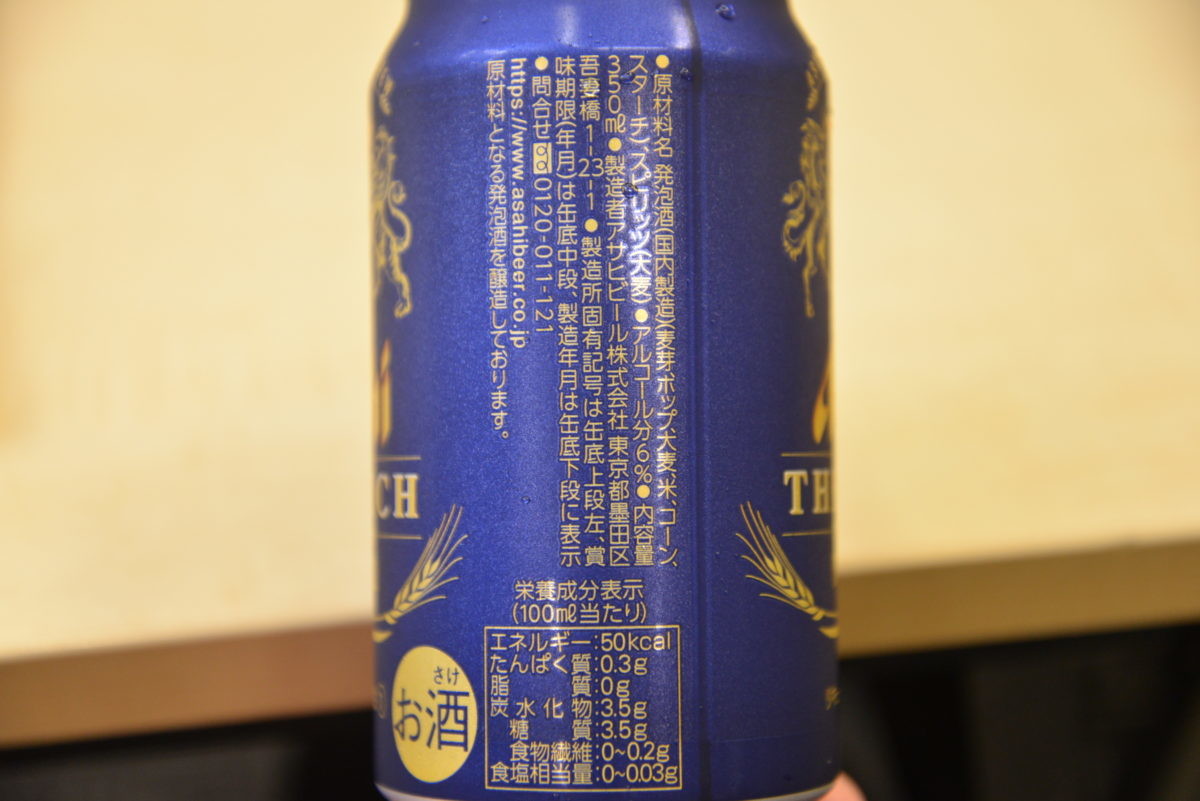 ●原材料名 発泡酒(国内製造)(麦芽、ホップ、大麦、米、コーン、
スターチ)、スピリッツ(大麦)●アルコール分6%●内容量
350㎖●製造者アサヒビール株式会社 東京都墨田区
吾妻橋1-23-1●製造所固有記号は缶底上段左、賞
味期限(年月)は缶底中段、製造年月は缶底下段に表示
●問合せ 0120-011-121
https://www.asahibeer.co.jp
原材料となる発泡酒を醸造しております。
栄養成分表示
(100㎖当たり)
エネルギー:50kcal
たんぱく質:0.3g
脂質:0g
炭水化物:3.5g
糖質:3.5g
食物繊維:0~0.2g
食塩相当量:0~0.03g
さけ
お酒
CH
TH